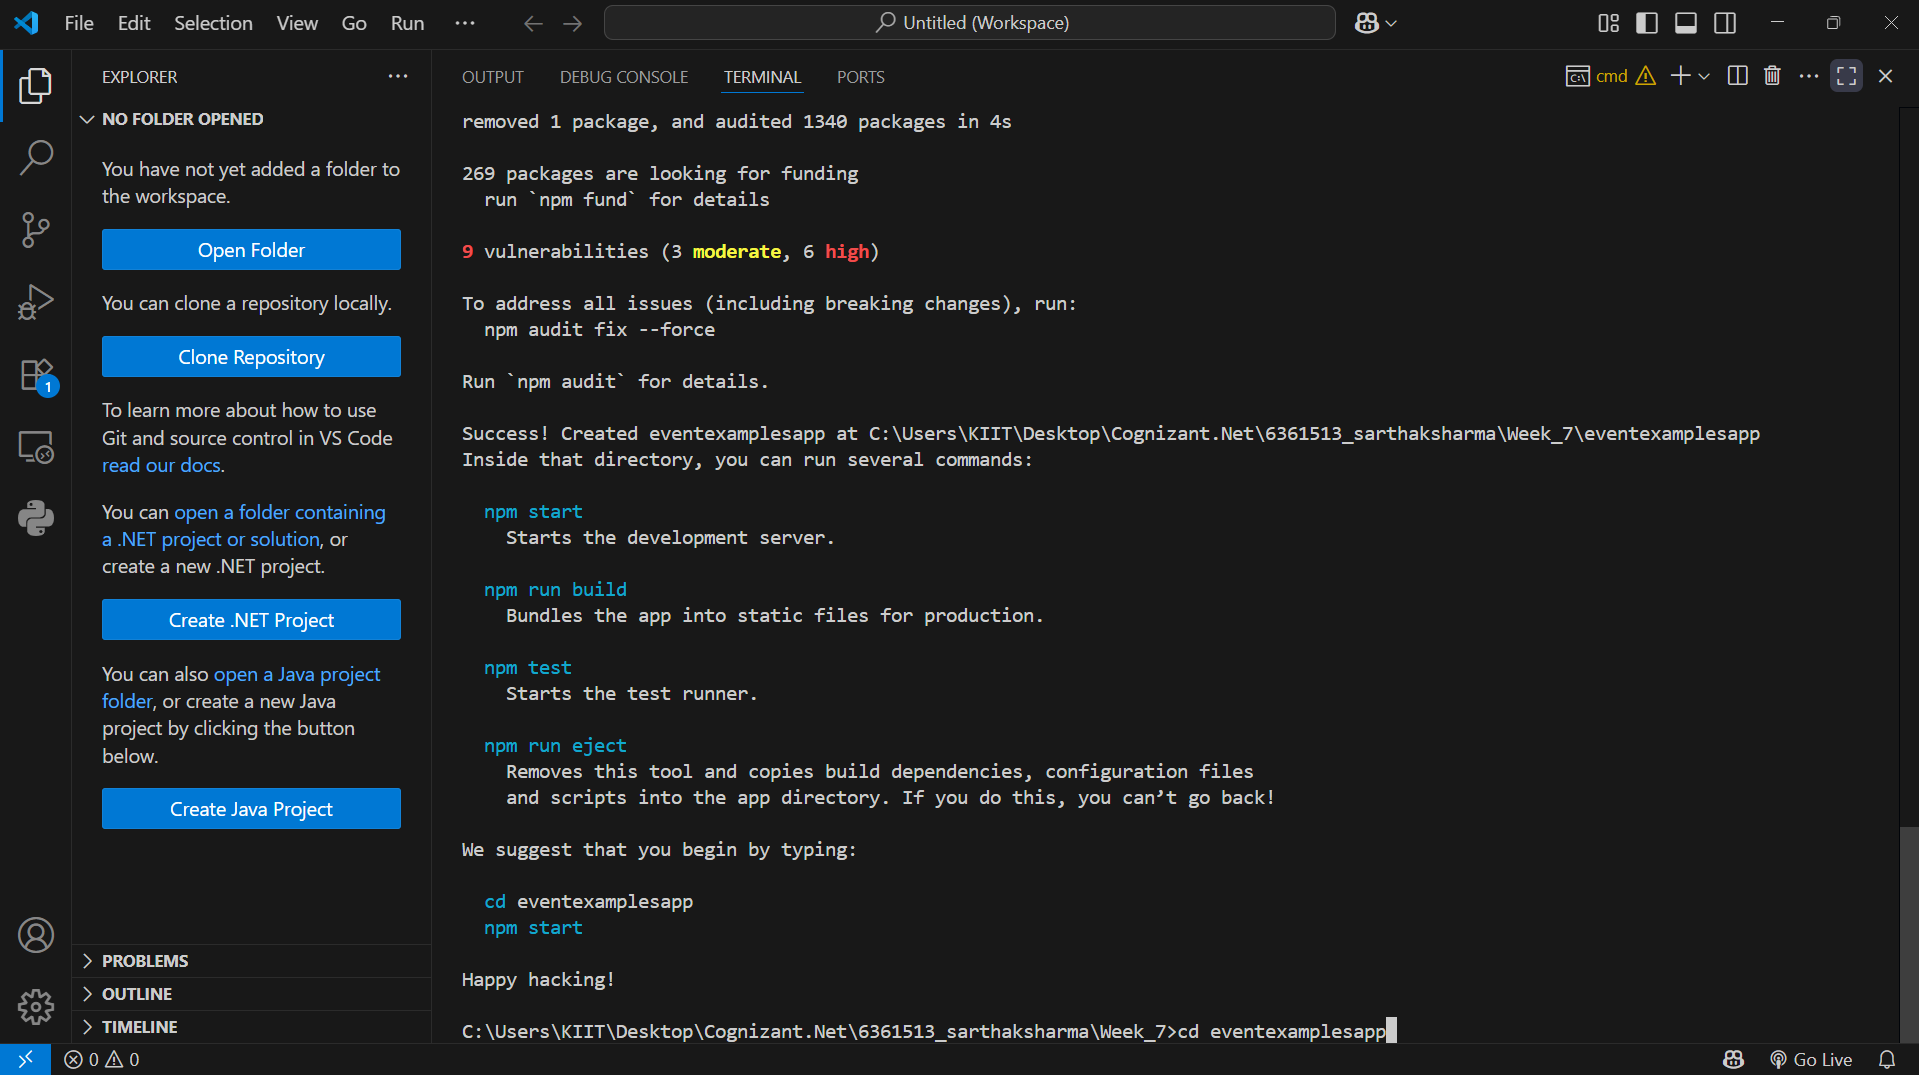 File Edit Selection View Go Run ···
Untitled (Workspace)
EXPLORER
NO FOLDER OPENED
You have not yet added a folder to
the workspace.
Open Folder
You can clone a repository locally.
Clone Repository
To learn more about how to use
Git and source control in VS Code
read our docs.
You can open a folder containing
a .NET project or solution, or
create a new .NET project.
Create .NET Project
You can also open a Java project
folder, or create a new Java
project by clicking the button
below.
Create Java Project
PROBLEMS
OUTLINE
TIMELINE
1
OUTPUT DEBUG CONSOLE TERMINAL PORTS
cmd
removed 1 package, and audited 1340 packages in 4s
269 packages are looking for funding
run `npm fund` for details
9 vulnerabilities (3 moderate, 6 high)
To address all issues (including breaking changes), run:
npm audit fix --force
Run `npm audit` for details.
Success! Created eventexamplesapp at C:\Users\KIIT\Desktop\Cognizant.Net\6361513_sarthaksharma\Week_7\eventexamplesapp
Inside that directory, you can run several commands:
npm start
Starts the development server.
npm run build
Bundles the app into static files for production.
npm test
Starts the test runner.
npm run eject
Removes this tool and copies build dependencies, configuration files
and scripts into the app directory. If you do this, you can’t go back!
We suggest that you begin by typing:
cd eventexamplesapp
npm start
Happy hacking!
C:\Users\KIIT\Desktop\Cognizant.Net\6361513_sarthaksharma\Week_7>cd eventexamplesapp
0 0
Go Live